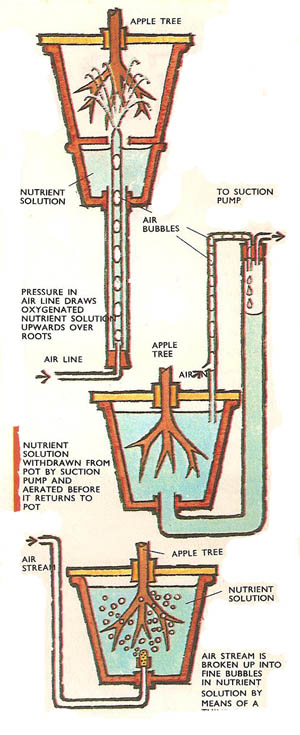 APPLE TREE
NUTRIENT
SOLUTION
TO SUCTION
PUMP
AIR
BUBBLES
PRESSURE IN
AIR LINE DRAWS
OXYGENATED
NUTRIENT SOLUTION
UPWARDS OVER
ROOTS
AIR LINE
APPLE
TREE
AIR IN
NUTRIENT
SOLUTION
WITHDRAWN FROM
POT BY SUCTION
PUMP AND
AERATED BEFORE
IT RETURNS TO
POT
AIR
STREAM
APPLE TREE
NUTRIENT
SOLUTION
AIR STREAM IS
BROKEN UP INTO
FINE BUBBLES
IN NUTRIENT
SOLUTION BY
MEANS OF A